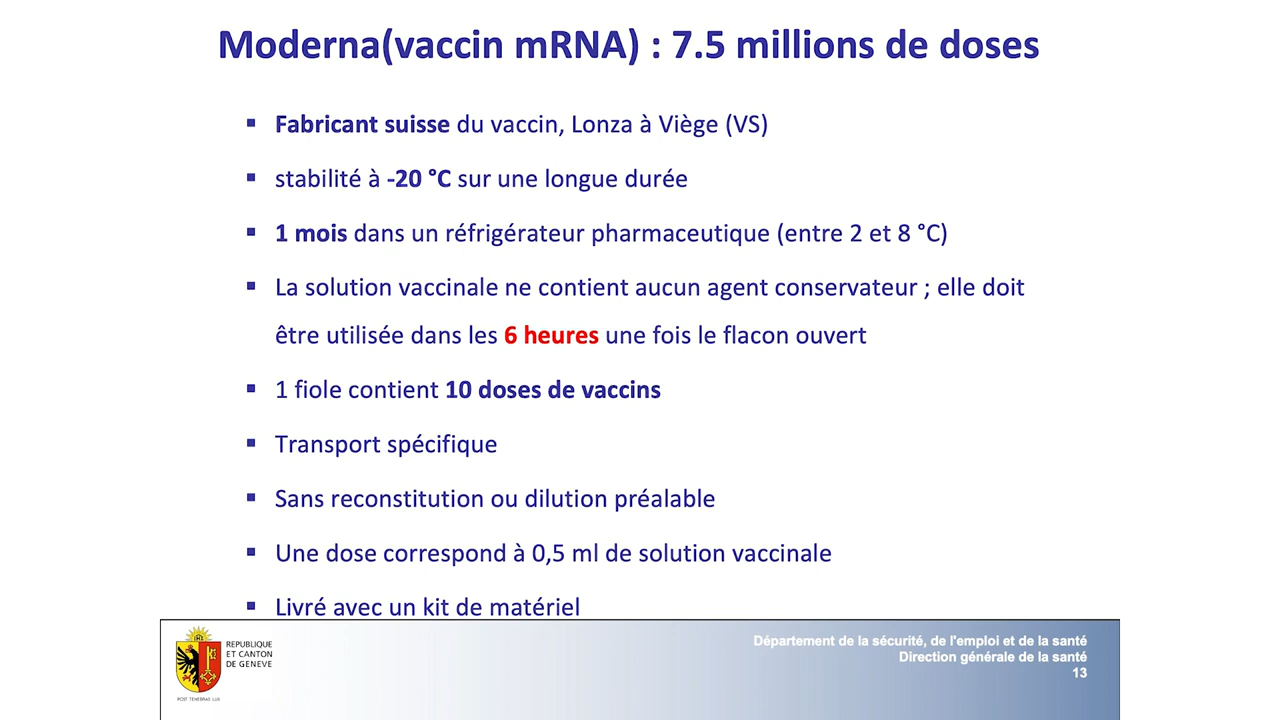 Moderna(vaccin mRNA) : 7.5 millions de doses
▪ Fabricant suisse du vaccin, Lonza à Viège (VS)
▪ stabilité à -20 °C sur une longue durée
▪ 1 mois dans un réfrigérateur pharmaceutique (entre 2 et 8 °C)
▪ La solution vaccinale ne contient aucun agent conservateur ; elle doit
être utilisée dans les 6 heures une fois le flacon ouvert
▪ 1 fiole contient 10 doses de vaccins
▪ Transport spécifique
▪ Sans reconstitution ou dilution préalable
▪ Une dose correspond à 0,5 ml de solution vaccinale
▪ Livré avec un kit de matériel
REPUBLIQUE
ET CANTON
DE GENEVE
POST TENEBRAS LUX
Département de la sécurité, de l'emploi et de la santé
Direction générale de la santé
13